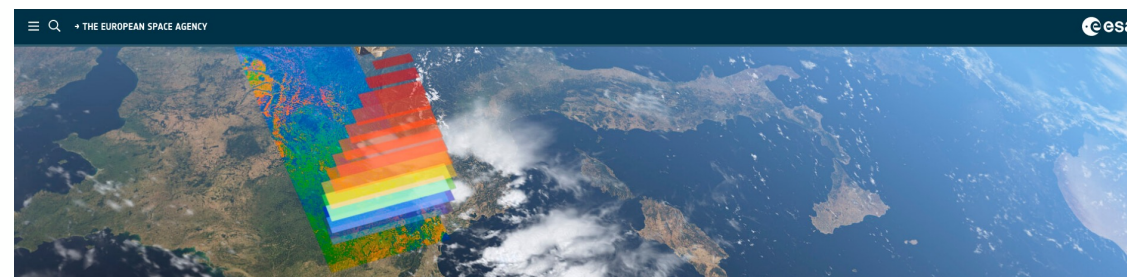 → THE EUROPEAN SPACE AGENCY
esa